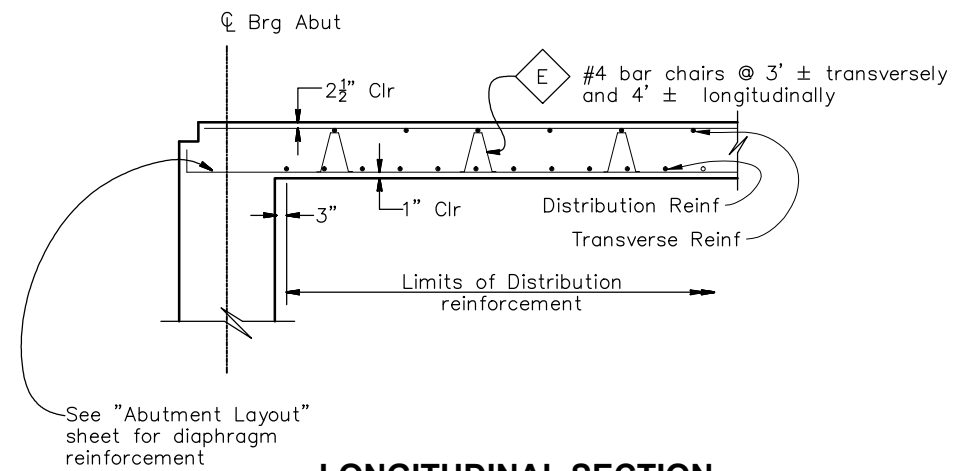 ℄ Brg Abut
2½" Clr
E
#4 bar chairs @ 3' ± transversely
and 4' ± longitudinally
1" Clr
3"
Distribution Reinf
Transverse Reinf
Limits of Distribution
reinforcement
See "Abutment Layout"
sheet for diaphragm
reinforcement
LONGITUDINAL SECTION